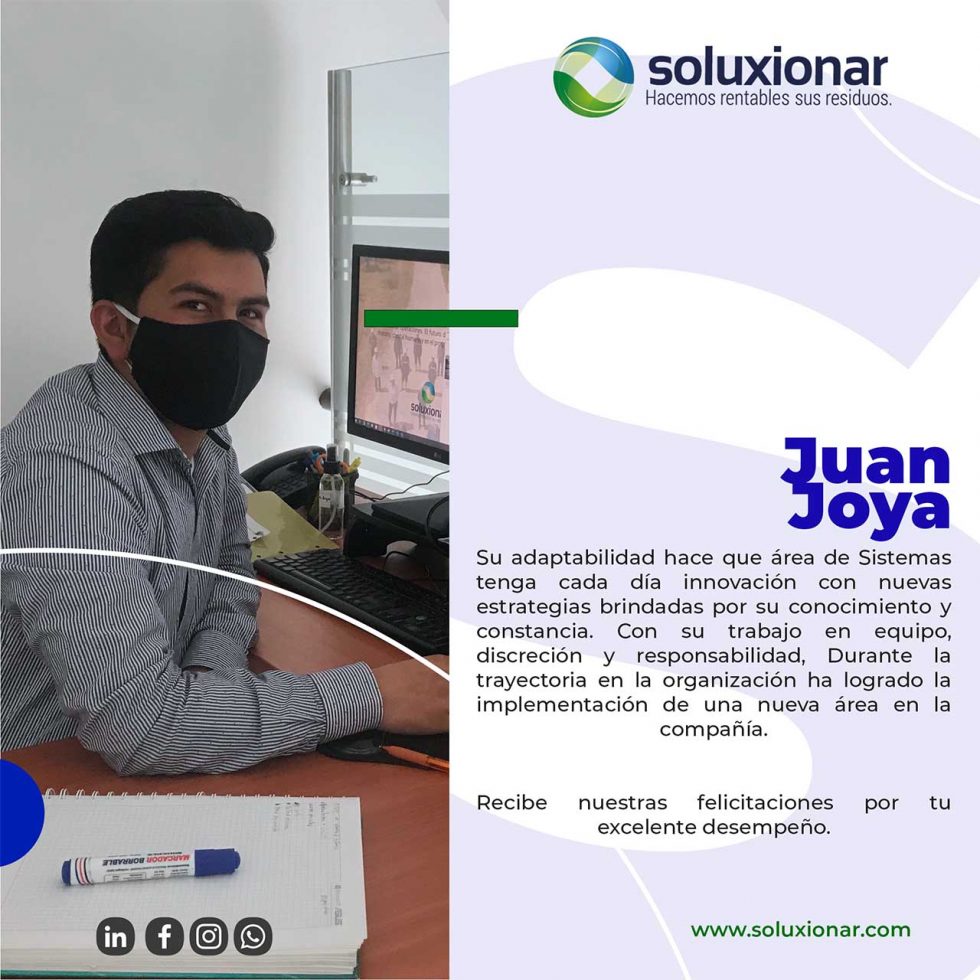 soluxionar
Hacemos rentables sus residuos.
soluxionar
Juan
Joya
Su adaptabilidad hace que área de Sistemas
tenga cada día innovación con nuevas
estrategias brindadas por su conocimiento y
constancia. Con su trabajo en equipo,
discreción y responsabilidad, Durante la
trayectoria en la organización ha logrado la
implementación de una nueva área en la
compañía.
Recibe nuestras felicitaciones por tu
excelente desempeño.
MARCADOR BORRABLE
in
www.soluxionar.com